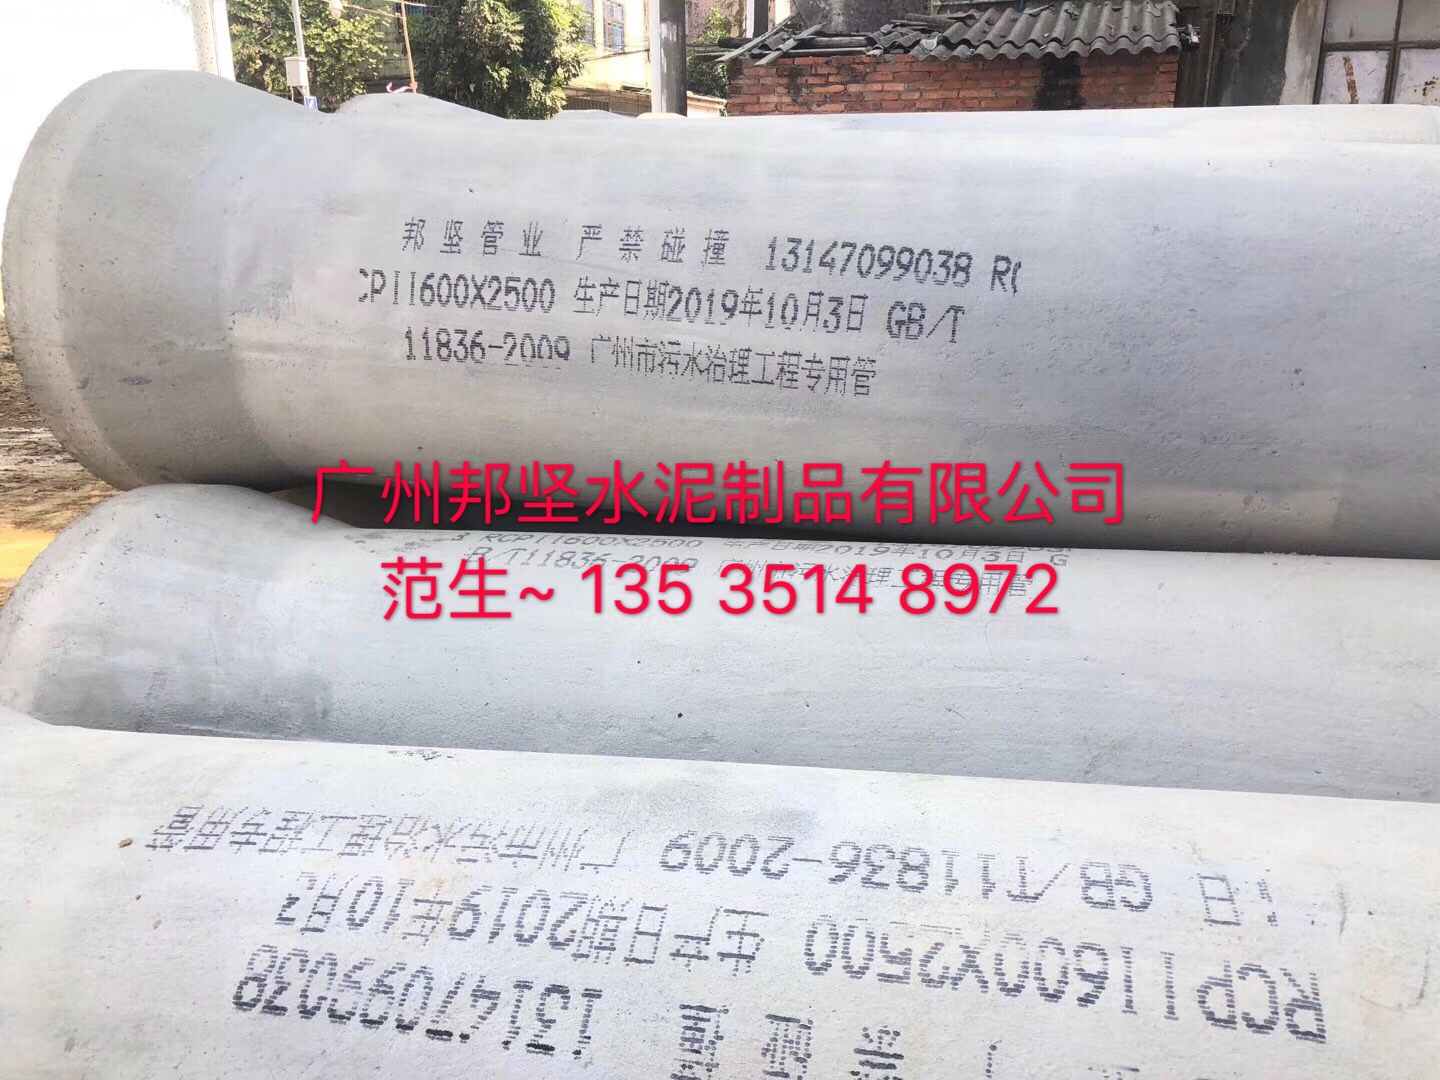 邦坚管业 严禁碰撞 13147099038 RC
CPII600X2500 生产日期2019年10月3日 GB/T
11836-2009 广州市污水治理工程专用管
广州邦坚水泥制品有限公司
3 RCPII600X2500 生产日期2019年10月3日 G
B/T11836-2009 广州市污水治理工程专用管
范生~ 135 3514 8972
RCPII600X2500 生产日期2019年10月
日 GB/T11836-2009 广州市污水治理工程专用管
13147099038